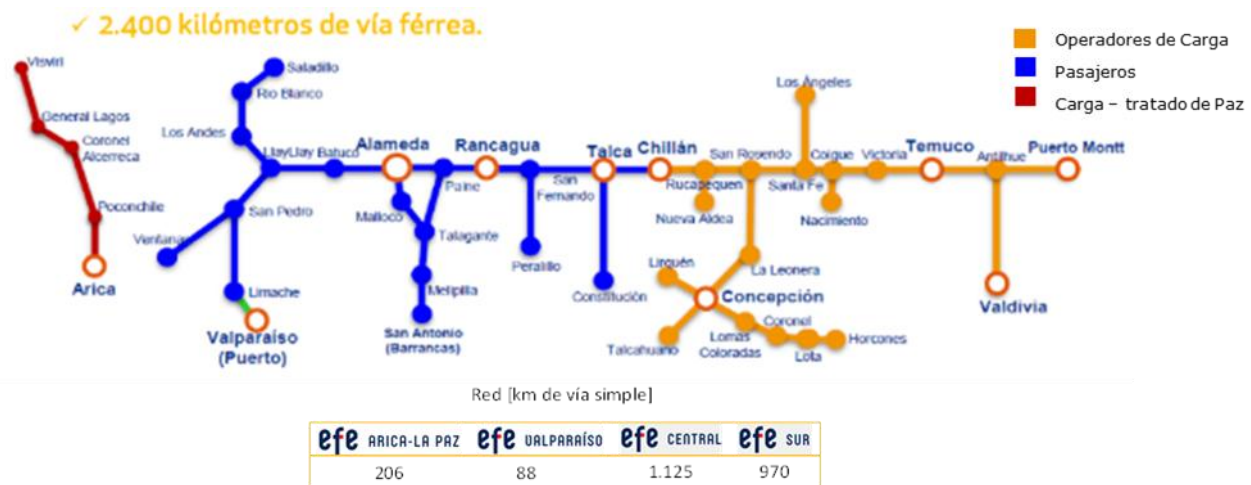 ✓ 2.400 kilómetros de vía férrea.
Operadores de Carga
Pasajeros
Carga – tratado de Paz
Visviri
General Lagos
Coronel
Alcerreca
Poconchile
Arica
Saladillo
Rio Blanco
Los Andes
LlayLlay
Batuco
San Pedro
Ventanas
Limache
Valparaíso
(Puerto)
Alameda
Malloco
Paine
Talagante
Melipilla
San Antonio
(Barrancas)
Rancagua
San
Fernando
Peralillo
Talca
Constitución
Chillán
Rucapequen
Nueva Aldea
San Rosendo
La Leonera
Lirquén
Concepción
Talcahuano
Lomas
Coloradas
Coronel
Lota
Horcones
Los Ángeles
Santa Fe
Coigue
Nacimiento
Victoria
Temuco
Antilhue
Valdivia
Puerto Montt
Red [km de vía simple]
efe ARICA-LA PAZ efe VALPARAÍSO efe CENTRAL efe SUR
206 88 1.125 970